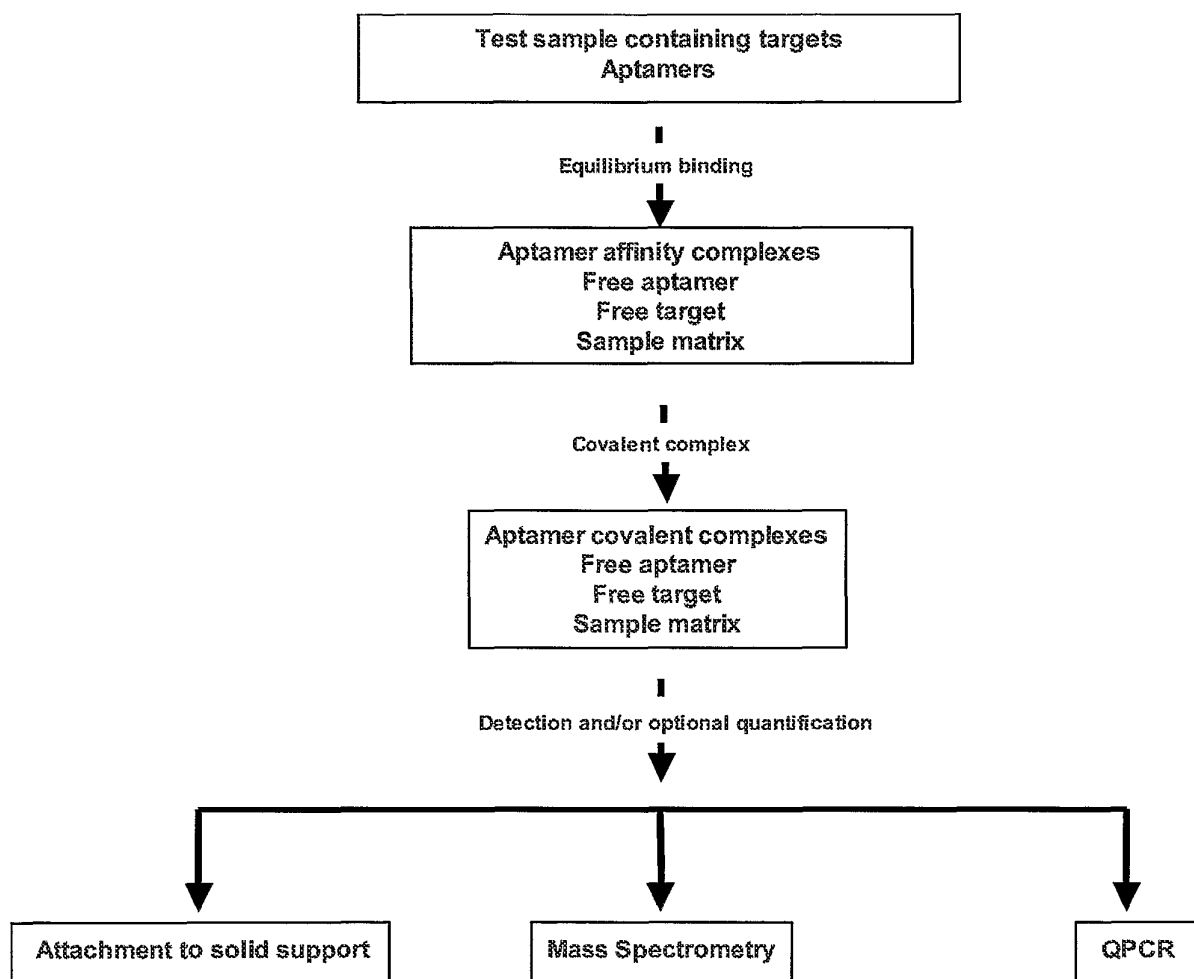 Test sample containing targets
Aptamers
Equilibrium binding
Aptamer affinity complexes
Free aptamer
Free target
Sample matrix
Covalent complex
Aptamer covalent complexes
Free aptamer
Free target
Sample matrix
Detection and/or optional quantification
Attachment to solid support
Mass Spectrometry
QPCR